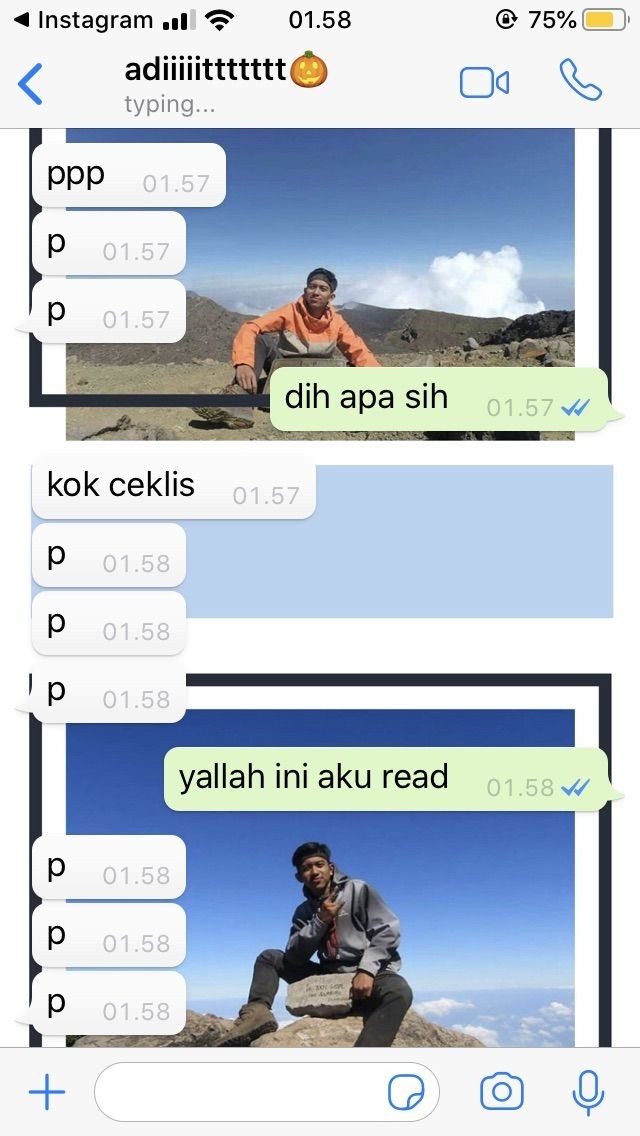 Instagram 01.58 75%
adiiiiittttttt🎃
typing...
ppp 01.57
p 01.57
p 01.57
dih apa sih 01.57
kok ceklis 01.57
p 01.58
p 01.58
p 01.58
yallah ini aku read 01.58
p 01.58
p 01.58
p 01.58